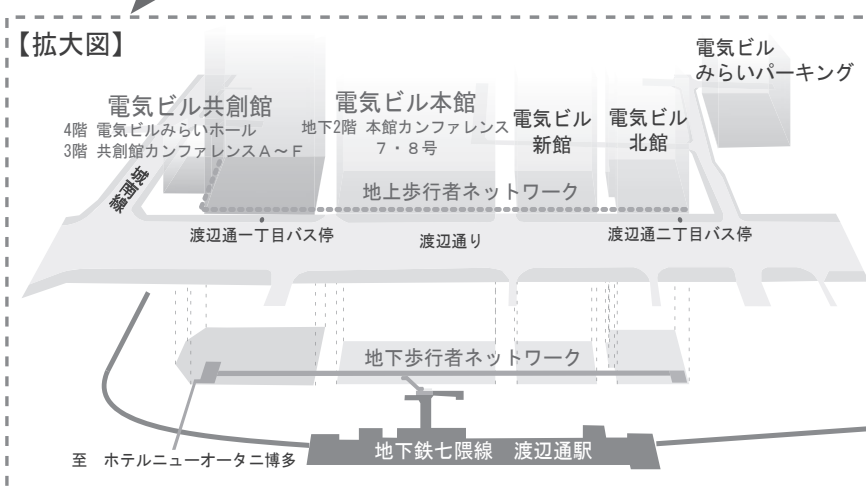 【拡大図】
電気ビル
みらいパーキング
電気ビル共創館
4階 電気ビルみらいホール
3階 共創館カンファレンスA～F
電気ビル本館
地下2階 本館カンファレンス
7・8号
電気ビル
新館
電気ビル
北館
城南線
地上歩行者ネットワーク
渡辺通一丁目バス停
渡辺通り
渡辺通二丁目バス停
地下歩行者ネットワーク
地下鉄七隈線 渡辺通駅
至 ホテルニューオータニ博多